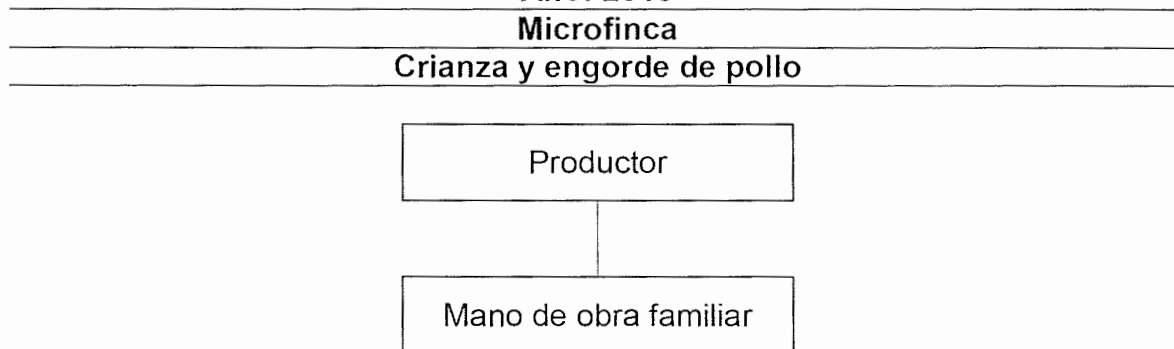 Microfinca
Crianza y engorde de pollo
Productor
Mano de obra familiar